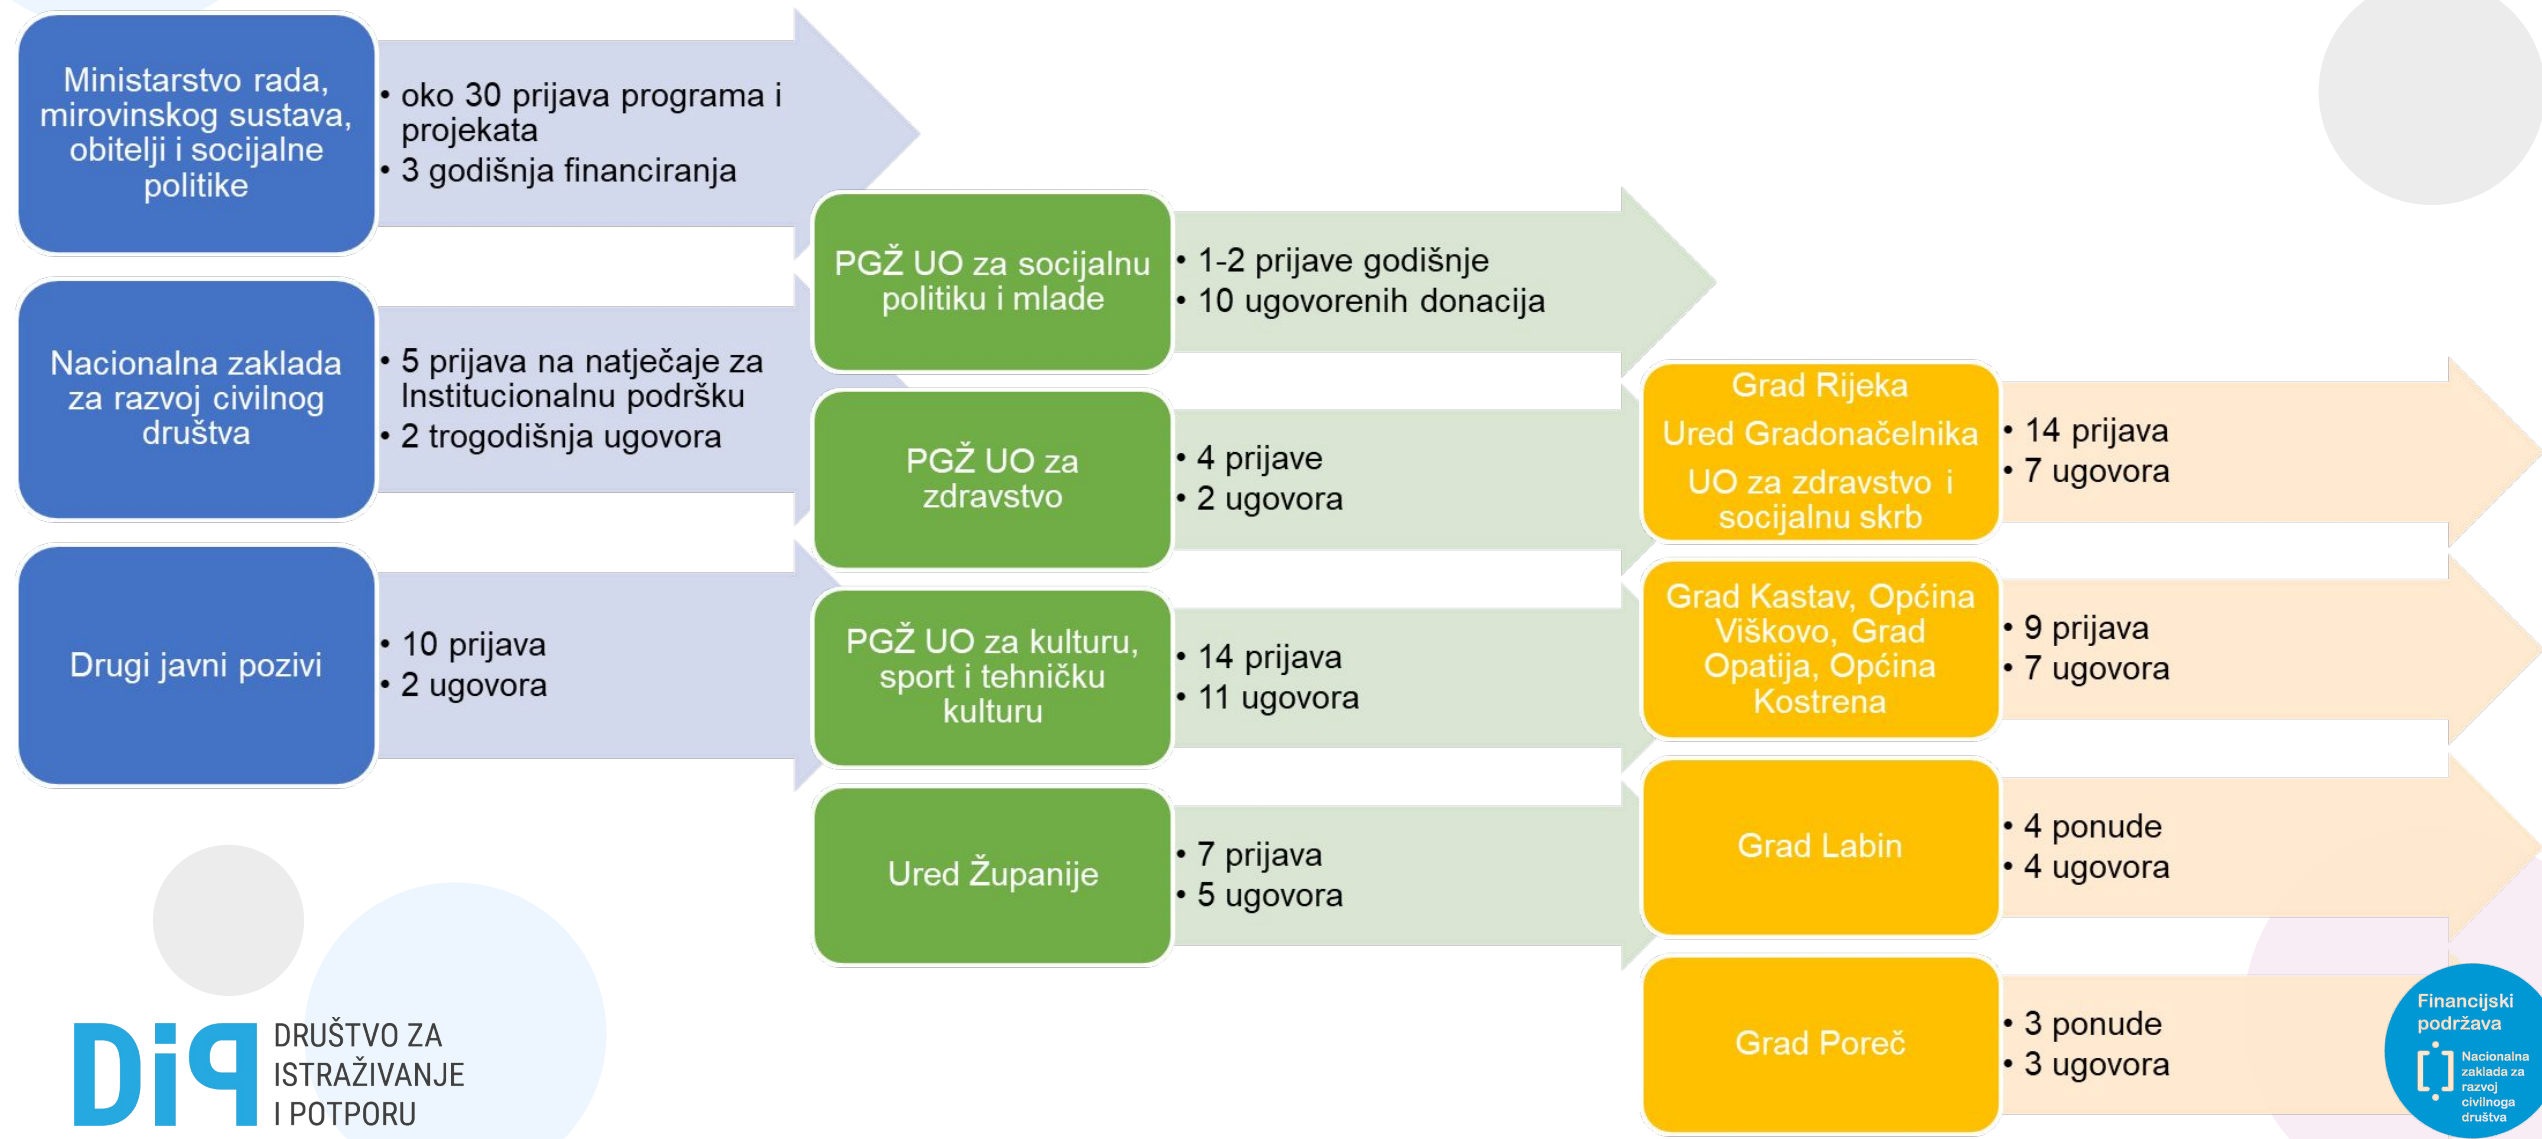 Ministarstvo rada,
mirovinskog sustava,
obitelji i socijalne
politike
• oko 30 prijava programa i
projekata
• 3 godišnja financiranja
Nacionalna zaklada
za razvoj civilnog
društva
• 5 prijava na natječaje za
Institucionalnu podršku
• 2 trogodišnja ugovora
Drugi javni pozivi
• 10 prijava
• 2 ugovora
PGŽ UO za socijalnu
politiku i mlade
• 1-2 prijave godišnje
• 10 ugovorenih donacija
PGŽ UO za
zdravstvo
• 4 prijave
• 2 ugovora
PGŽ UO za kulturu,
sport i tehničku
kulturu
• 14 prijava
• 11 ugovora
Ured Županije
• 7 prijava
• 5 ugovora
Grad Rijeka
Ured Gradonačelnika
UO za zdravstvo i
socijalnu skrb
• 14 prijava
• 7 ugovora
Grad Kastav, Općina
Viškovo, Grad
Opatija, Općina
Kostrena
• 9 prijava
• 7 ugovora
Grad Labin
• 4 ponude
• 4 ugovora
Grad Poreč
• 3 ponude
• 3 ugovora
DiP
DRUŠTVO ZA
ISTRAŽIVANJE
I POTPORU
Financijski
podržava
Nacionalna
zaklada za
razvoj
civilnoga
društva